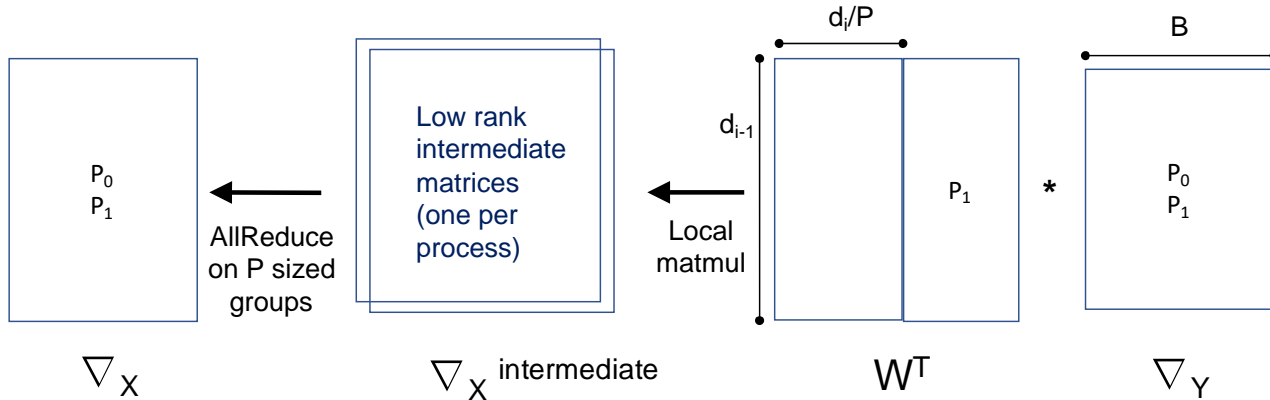 dᵢ/P
B
dᵢ₋₁
P₀
P₁
AllReduce
on P sized
groups
Low rank
intermediate
matrices
(one per
process)
Local
matmul
P₁
*
P₀
P₁
▽X
▽X intermediate
Wᵀ
▽Y